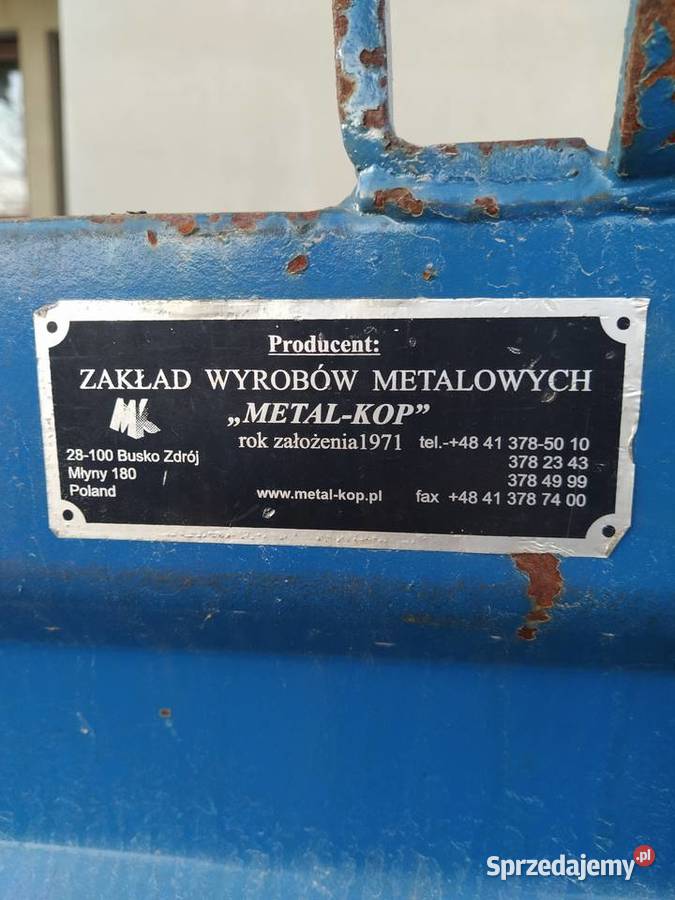 Producent:
ZAKŁAD WYROBÓW METALOWYCH
MK
„METAL-KOP”
rok założenia1971 tel.-+48 41 378-50 10
28-100 Busko Zdrój
378 23 43
Młyny 180
378 49 99
Poland
www.metal-kop.pl fax +48 41 378 74 00
Sprzedajemy.pl